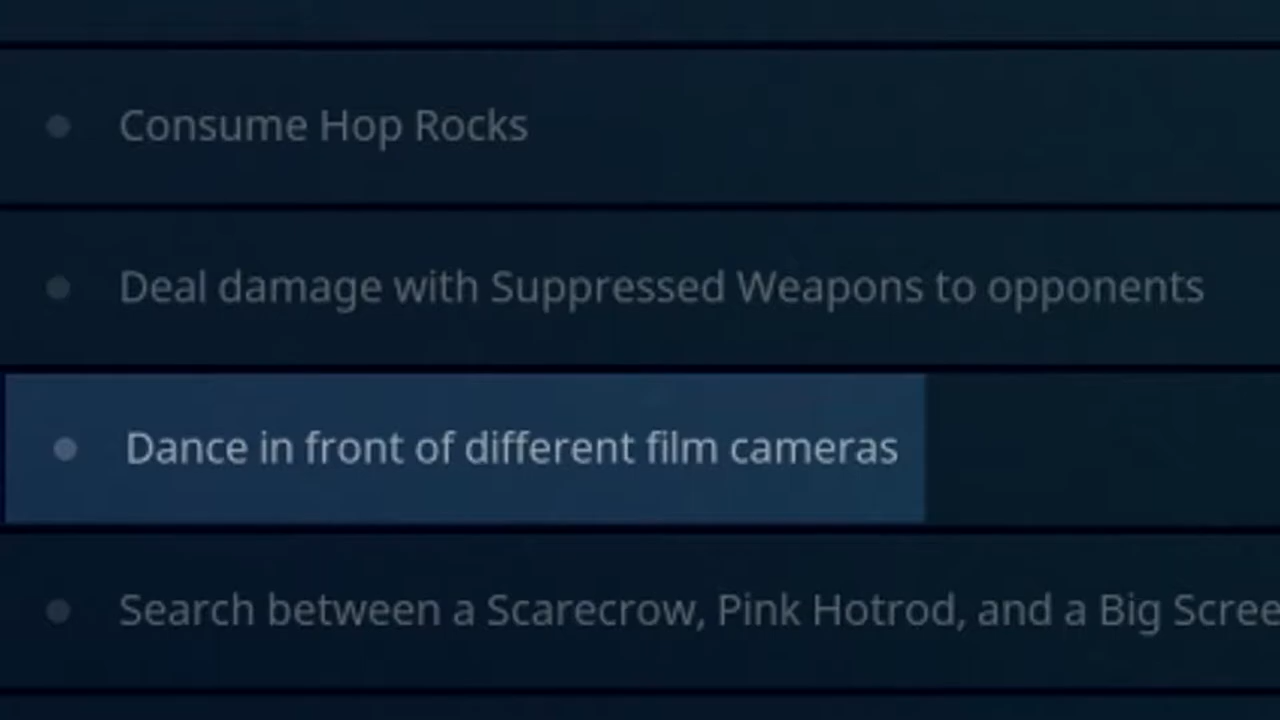 Consume Hop Rocks
Deal damage with Suppressed Weapons to opponents
Dance in front of different film cameras
Search between a Scarecrow, Pink Hotrod, and a Big